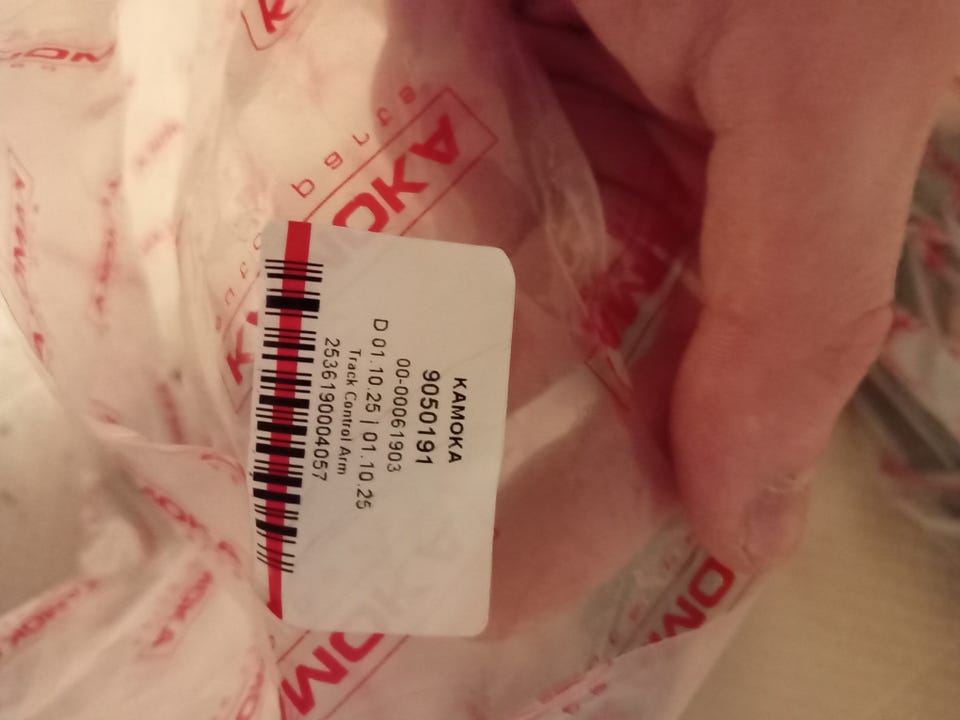 KAMOKA
9050191
00-00061903
D 01.10.25 | 01.10.25
Track Control Arm
2536190004057